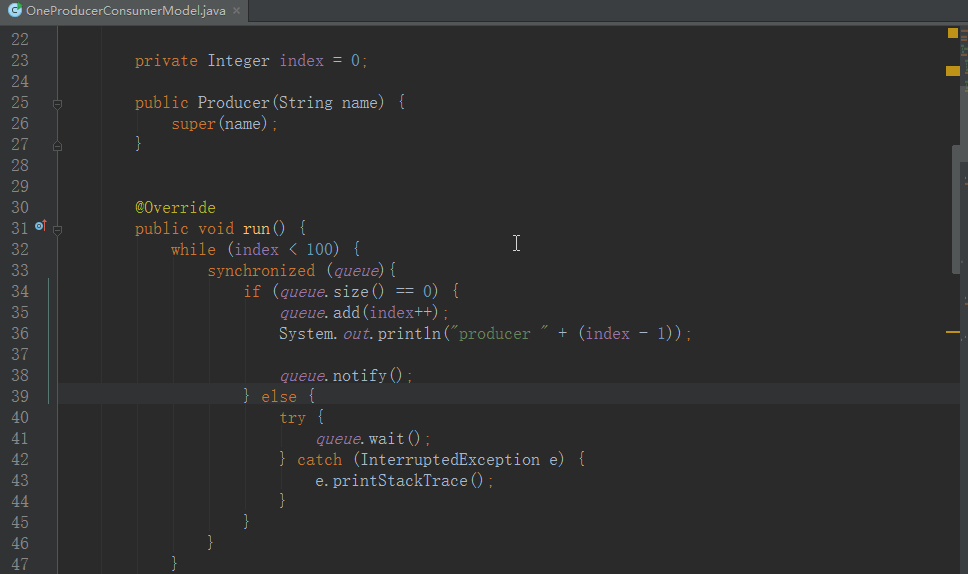 OneProducerConsumerModel.java
22
23 private Integer index = 0;
24
25 public Producer(String name) {
26 super(name);
27 }
28
29
30 @Override
31 public void run() {
32 while (index < 100) {
33 synchronized (queue){
34 if (queue.size() == 0) {
35 queue.add(index++);
36 System.out.println("producer " + (index - 1));
37
38 queue.notify();
39 } else {
40 try {
41 queue.wait();
42 } catch (InterruptedException e) {
43 e.printStackTrace();
44 }
45 }
46 }
47 }